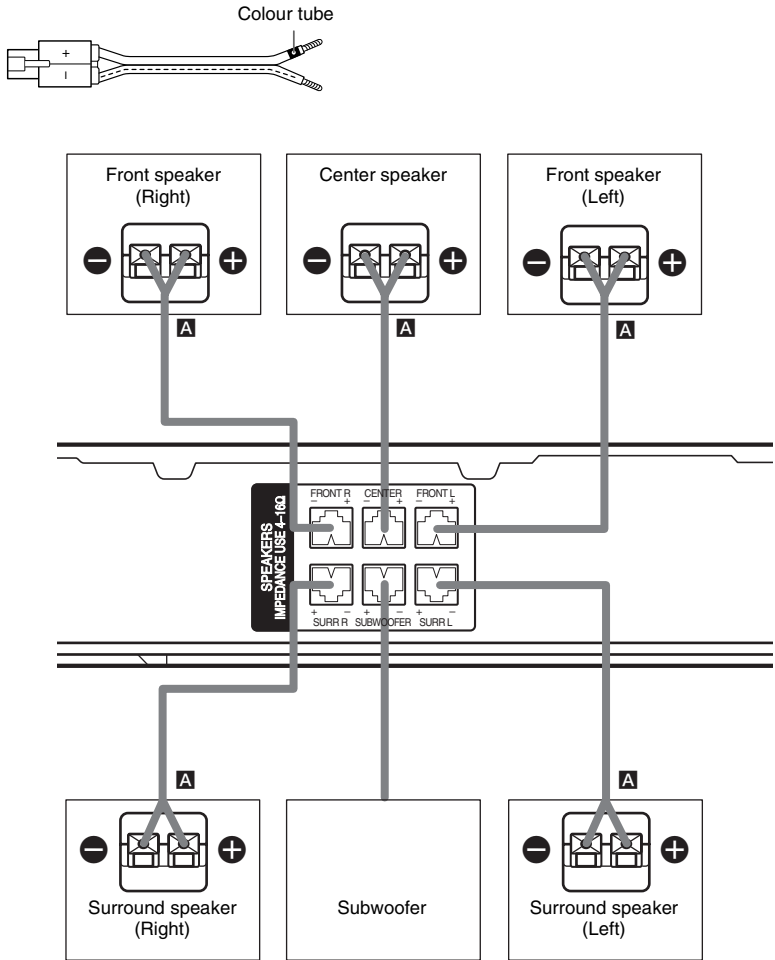 Colour tube
+
–
Front speaker
(Right)
Center speaker
Front speaker
(Left)
– +
– +
– +
A
A
A
SPEAKERS
IMPEDANCE USE 4–16Ω
FRONT R CENTER FRONT L
– + – + – +
+ – + – + –
SURR R SUBWOOFER SURR L
A
A
– +
– +
Surround speaker
(Right)
Subwoofer
Surround speaker
(Left)